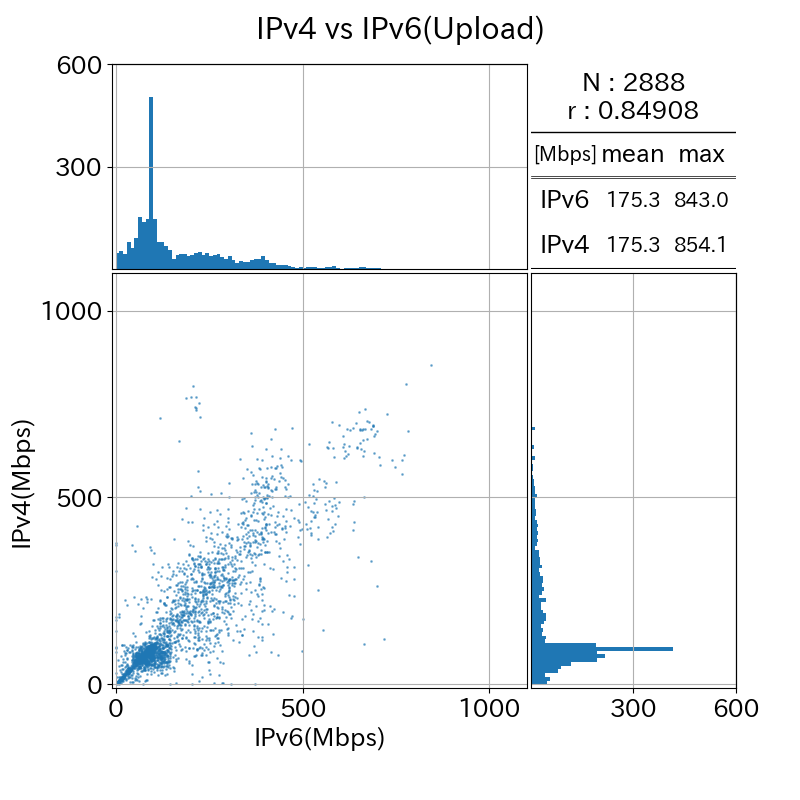 IPv4 vs IPv6(Upload)
600
300
N : 2888
r : 0.84908
[Mbps] mean max
IPv6 175.3 843.0
IPv4 175.3 854.1
1000
500
0
IPv4(Mbps)
0 500 1000
300 600
IPv6(Mbps)